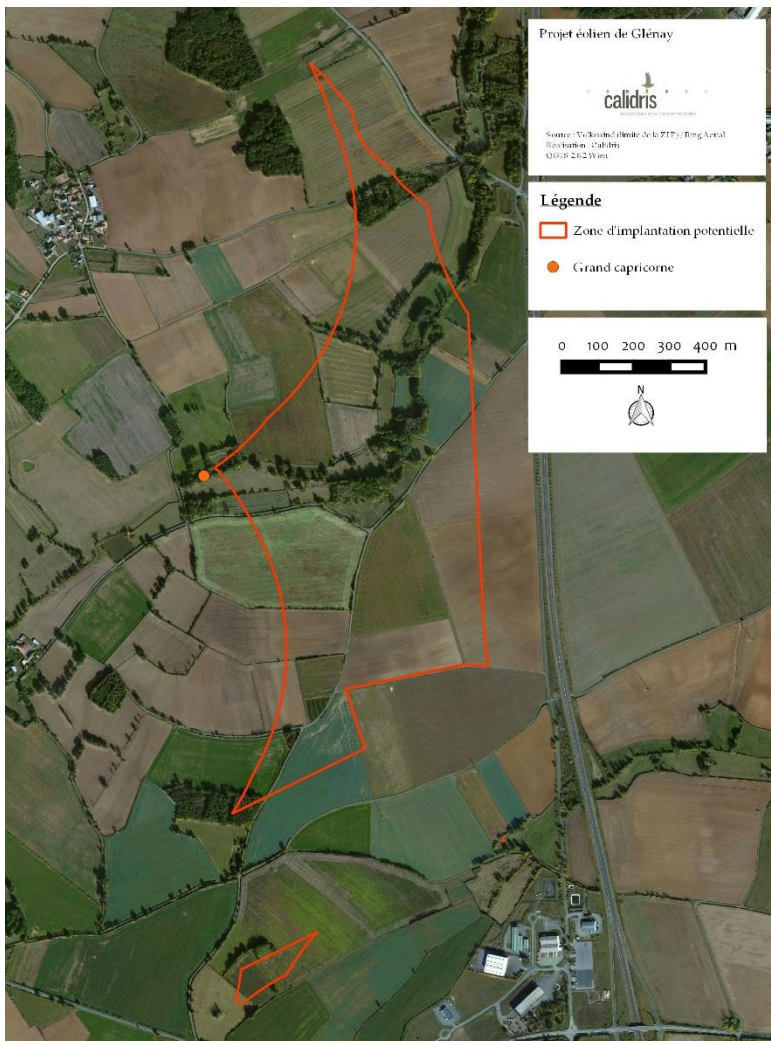 Projet éolien de Glénay
calidris
Source : Volkswind (limite de la ZIP)/ Bing Aerial
Réalisation : Calidris
QGIS 2.8.2 Wien
Légende
Zone d'implantation potentielle
Grand capricorne
0 100 200 300 400 m
N